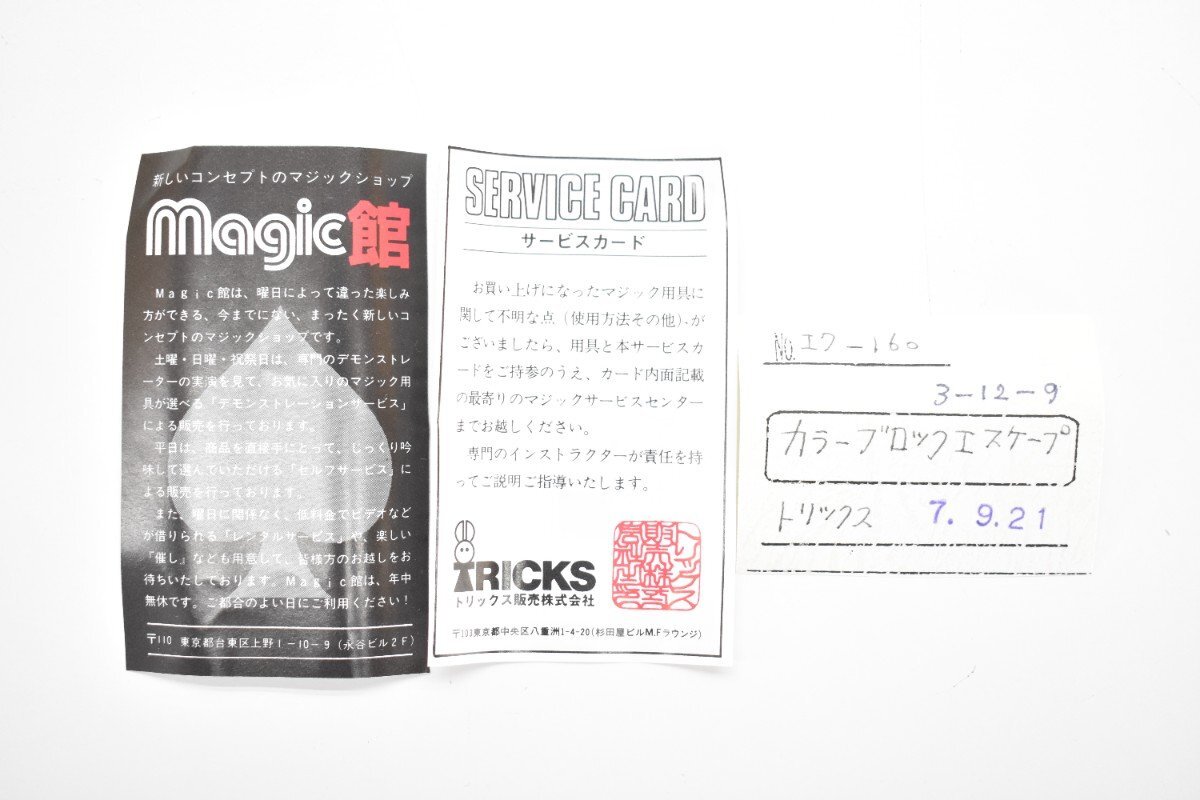 新しいコンセプトのマジックショップ
magic館
Magic館は、曜日によって違った楽しみ
方ができる、今までにない、まったく新しいコ
ンセプトのマジックショップです。
土曜・日曜・祝祭日は、専門のデモンストレ
ーターの実演を見て、お気に入りのマジック用
具が選べる「デモンストレーションサービス」
による販売を行っております。
平日は、商品を直接手にとって、じっくり吟
味して選んでいただける「セルフサービス」に
よる販売を行っております。
また、曜日に関係なく、低料金でビデオなど
が借りられる「レンタルサービス」や、楽しい
『催し』なども用意して、皆様方のお越しをお
待ちいたしております。Magic館は、年中
無休です。ご都合のよい日にご利用ください！
〒110 東京都台東区上野1－10－9（永谷ビル2F）
SERVICE CARD
サービスカード
お買い上げになったマジック用具に
関して不明な点（使用方法その他）が
ございましたら、用具と本サービスカ
ードをご持参のうえ、カード内面記載
の最寄りのマジックサービスセンター
までお越しください。
専門のインストラクターが責任を持
ってご説明ご指導いたします。
TRICKS
トリックス販売株式会社
〒103東京都中央区八重洲1-4-20(杉田屋ビルM.Fラウンジ)
No. エワ-160
3-12-9
カラーブロックエスケープ
トリックス 7.9.21